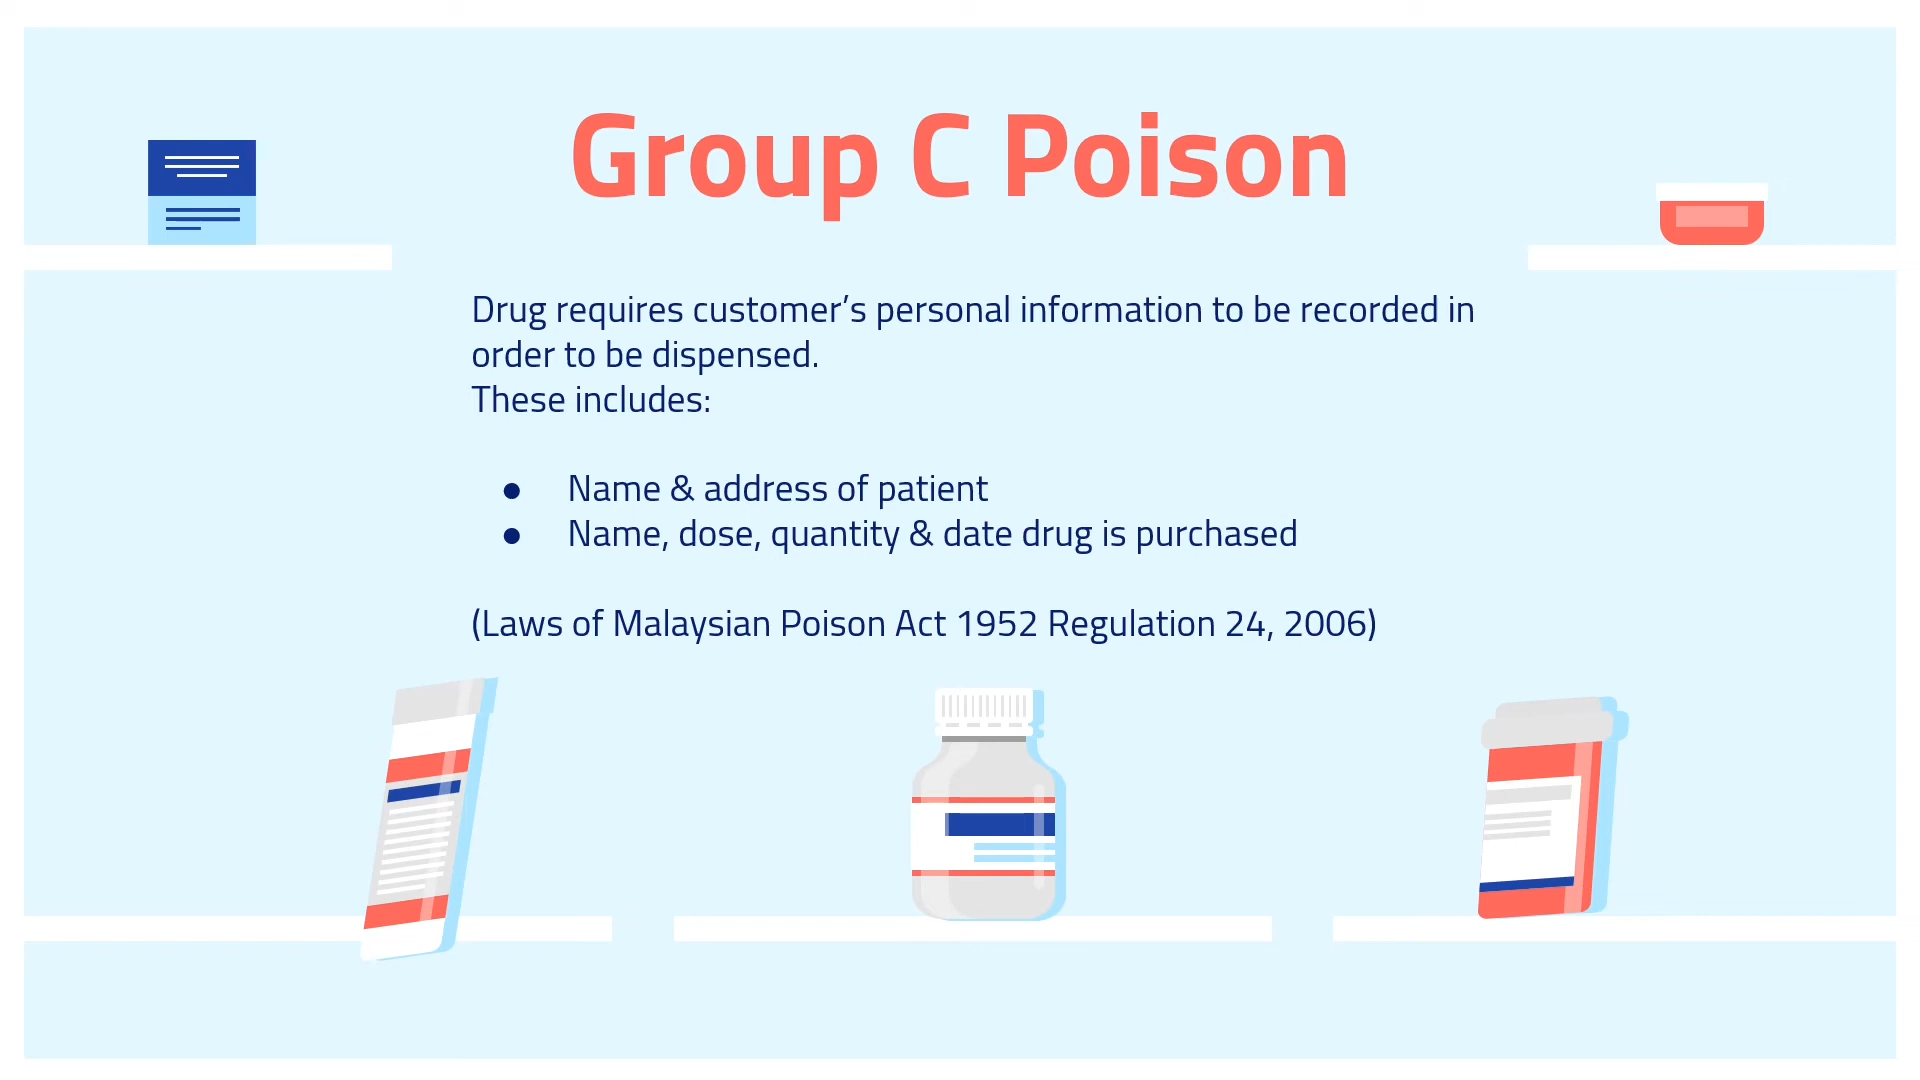 Group C Poison
Drug requires customer’s personal information to be recorded in
order to be dispensed.
These includes:
● Name & address of patient
● Name, dose, quantity & date drug is purchased
(Laws of Malaysian Poison Act 1952 Regulation 24, 2006)